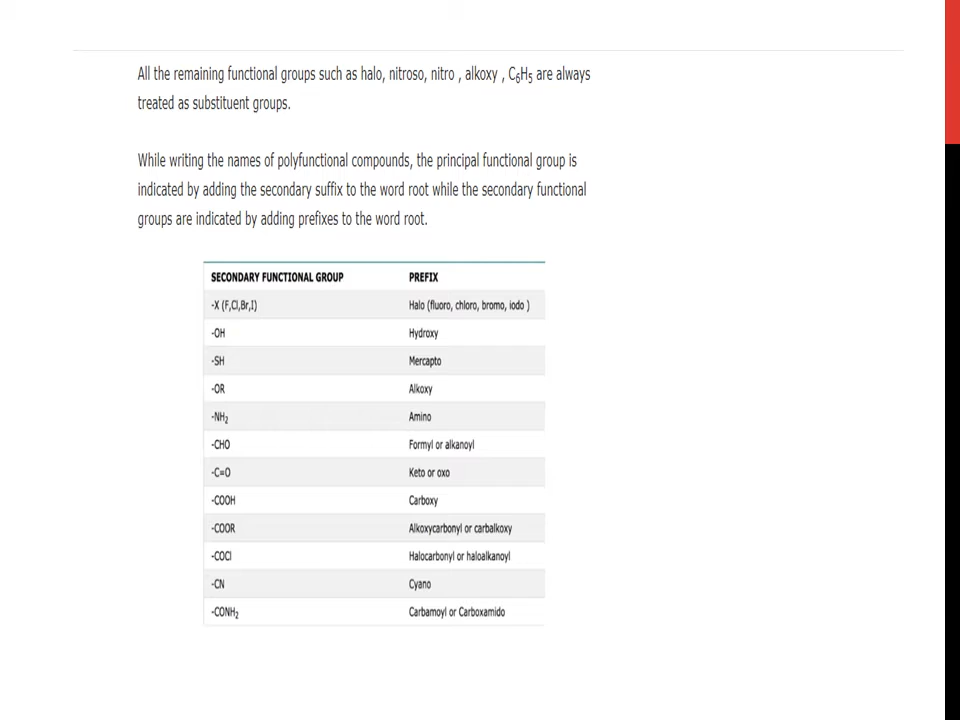 All the remaining functional groups such as halo, nitroso, nitro , alkoxy , C₆H₅ are always
treated as substituent groups.
While writing the names of polyfunctional compounds, the principal functional group is
indicated by adding the secondary suffix to the word root while the secondary functional
groups are indicated by adding prefixes to the word root.
SECONDARY FUNCTIONAL GROUP PREFIX
-X (F,Cl,Br,I) Halo (fluoro, chloro, bromo, iodo )
-OH Hydroxy
-SH Mercapto
-OR Alkoxy
-NH₂ Amino
-CHO Formyl or alkanoyl
-C=O Keto or oxo
-COOH Carboxy
-COOR Alkoxycarbonyl or carbalkoxy
-COCl Halocarbonyl or haloalkanoyl
-CN Cyano
-CONH₂ Carbamoyl or Carboxamido